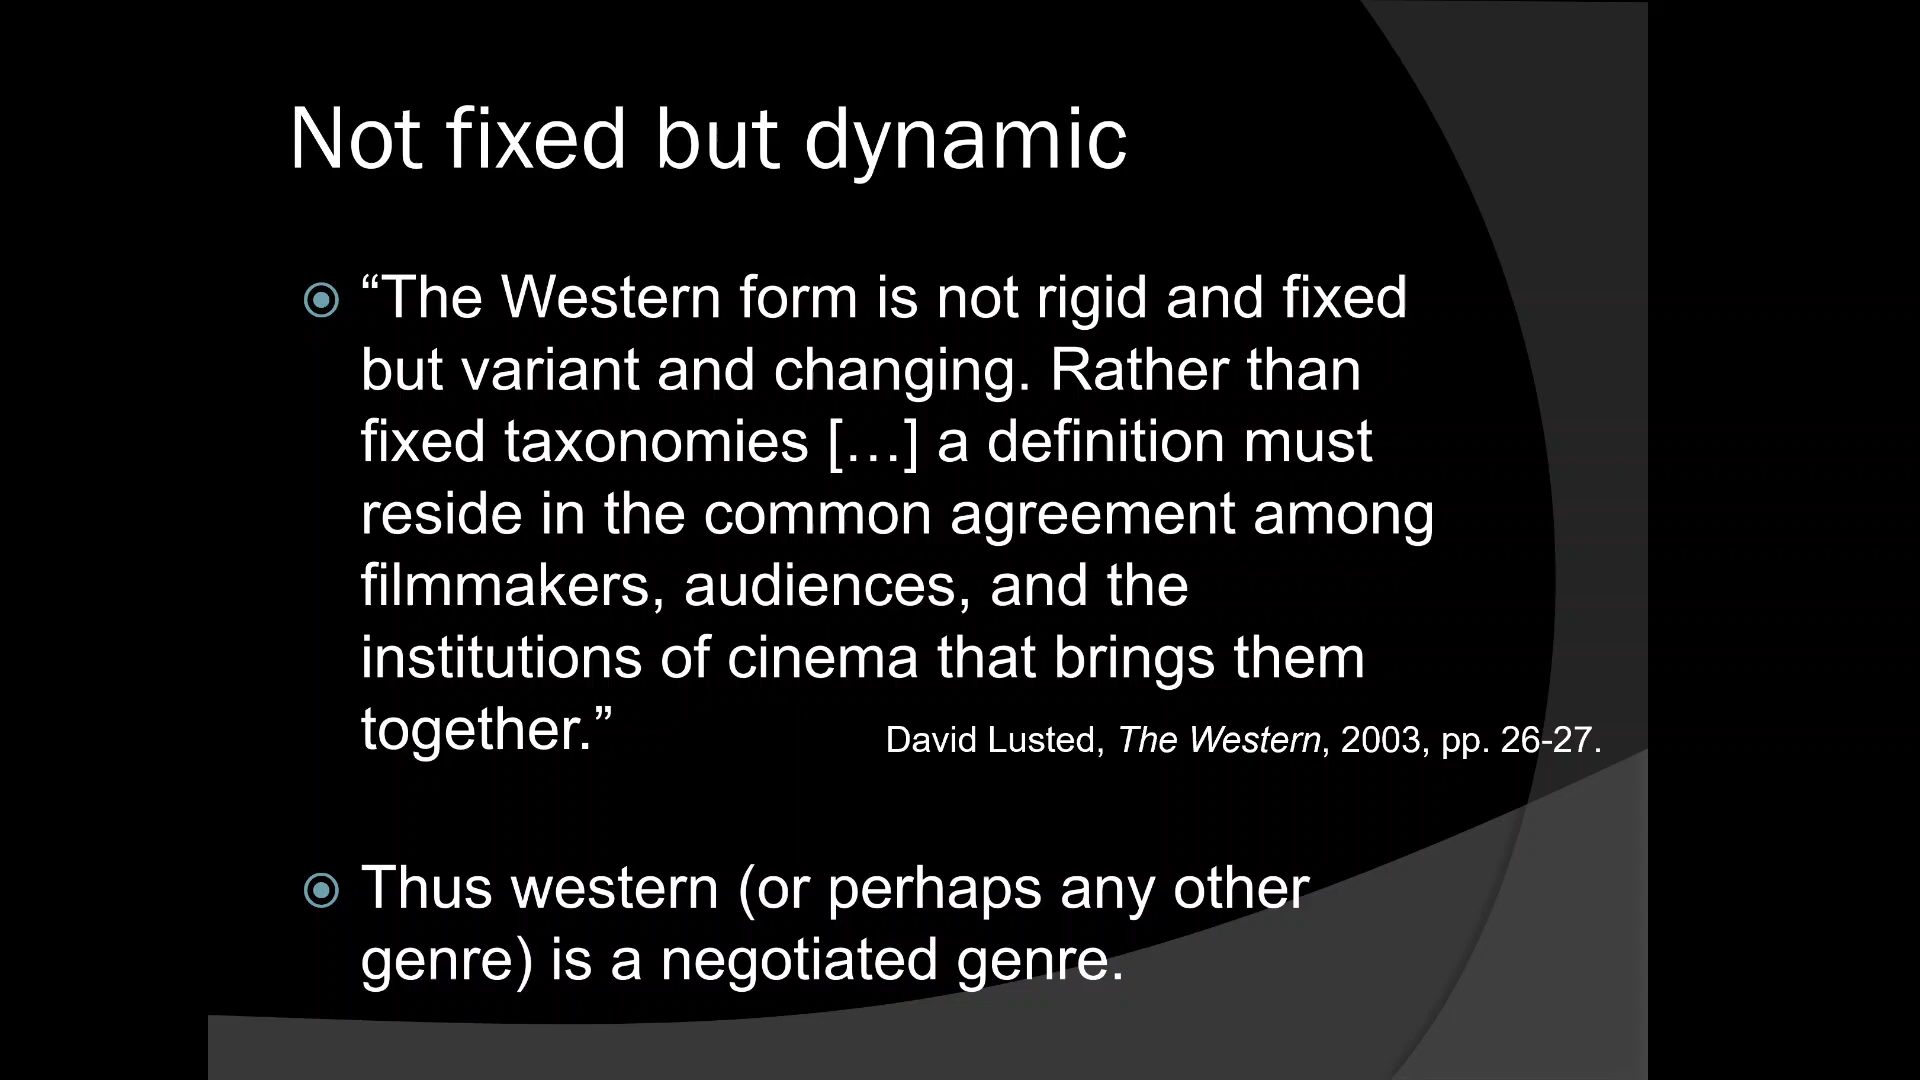 Not fixed but dynamic
“The Western form is not rigid and fixed
but variant and changing. Rather than
fixed taxonomies […] a definition must
reside in the common agreement among
filmmakers, audiences, and the
institutions of cinema that brings them
together.”
David Lusted, The Western, 2003, pp. 26-27.
Thus western (or perhaps any other
genre) is a negotiated genre.